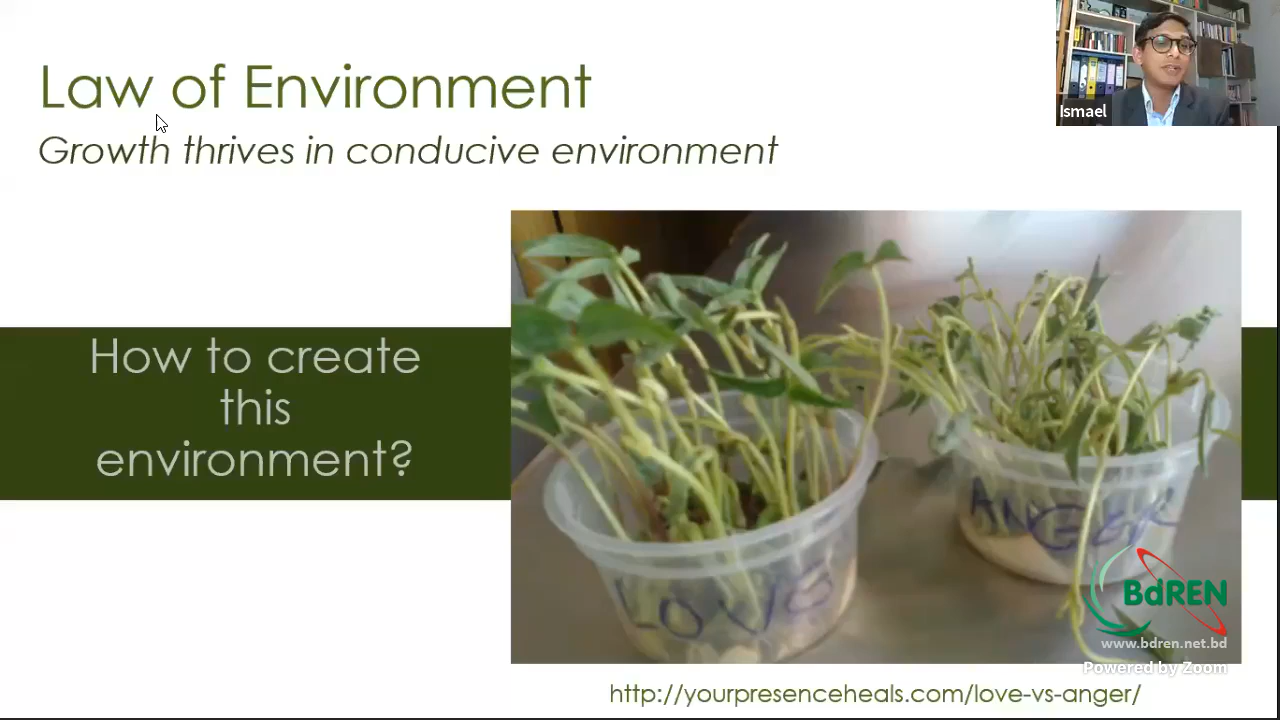 Law of Environment
Growth thrives in conducive environment
Ismael
How to create
this
environment?
LOVE
ANGER
BdREN
www.bdren.net.bd
Powered by Zoom
http://yourpresenceheals.com/love-vs-anger/